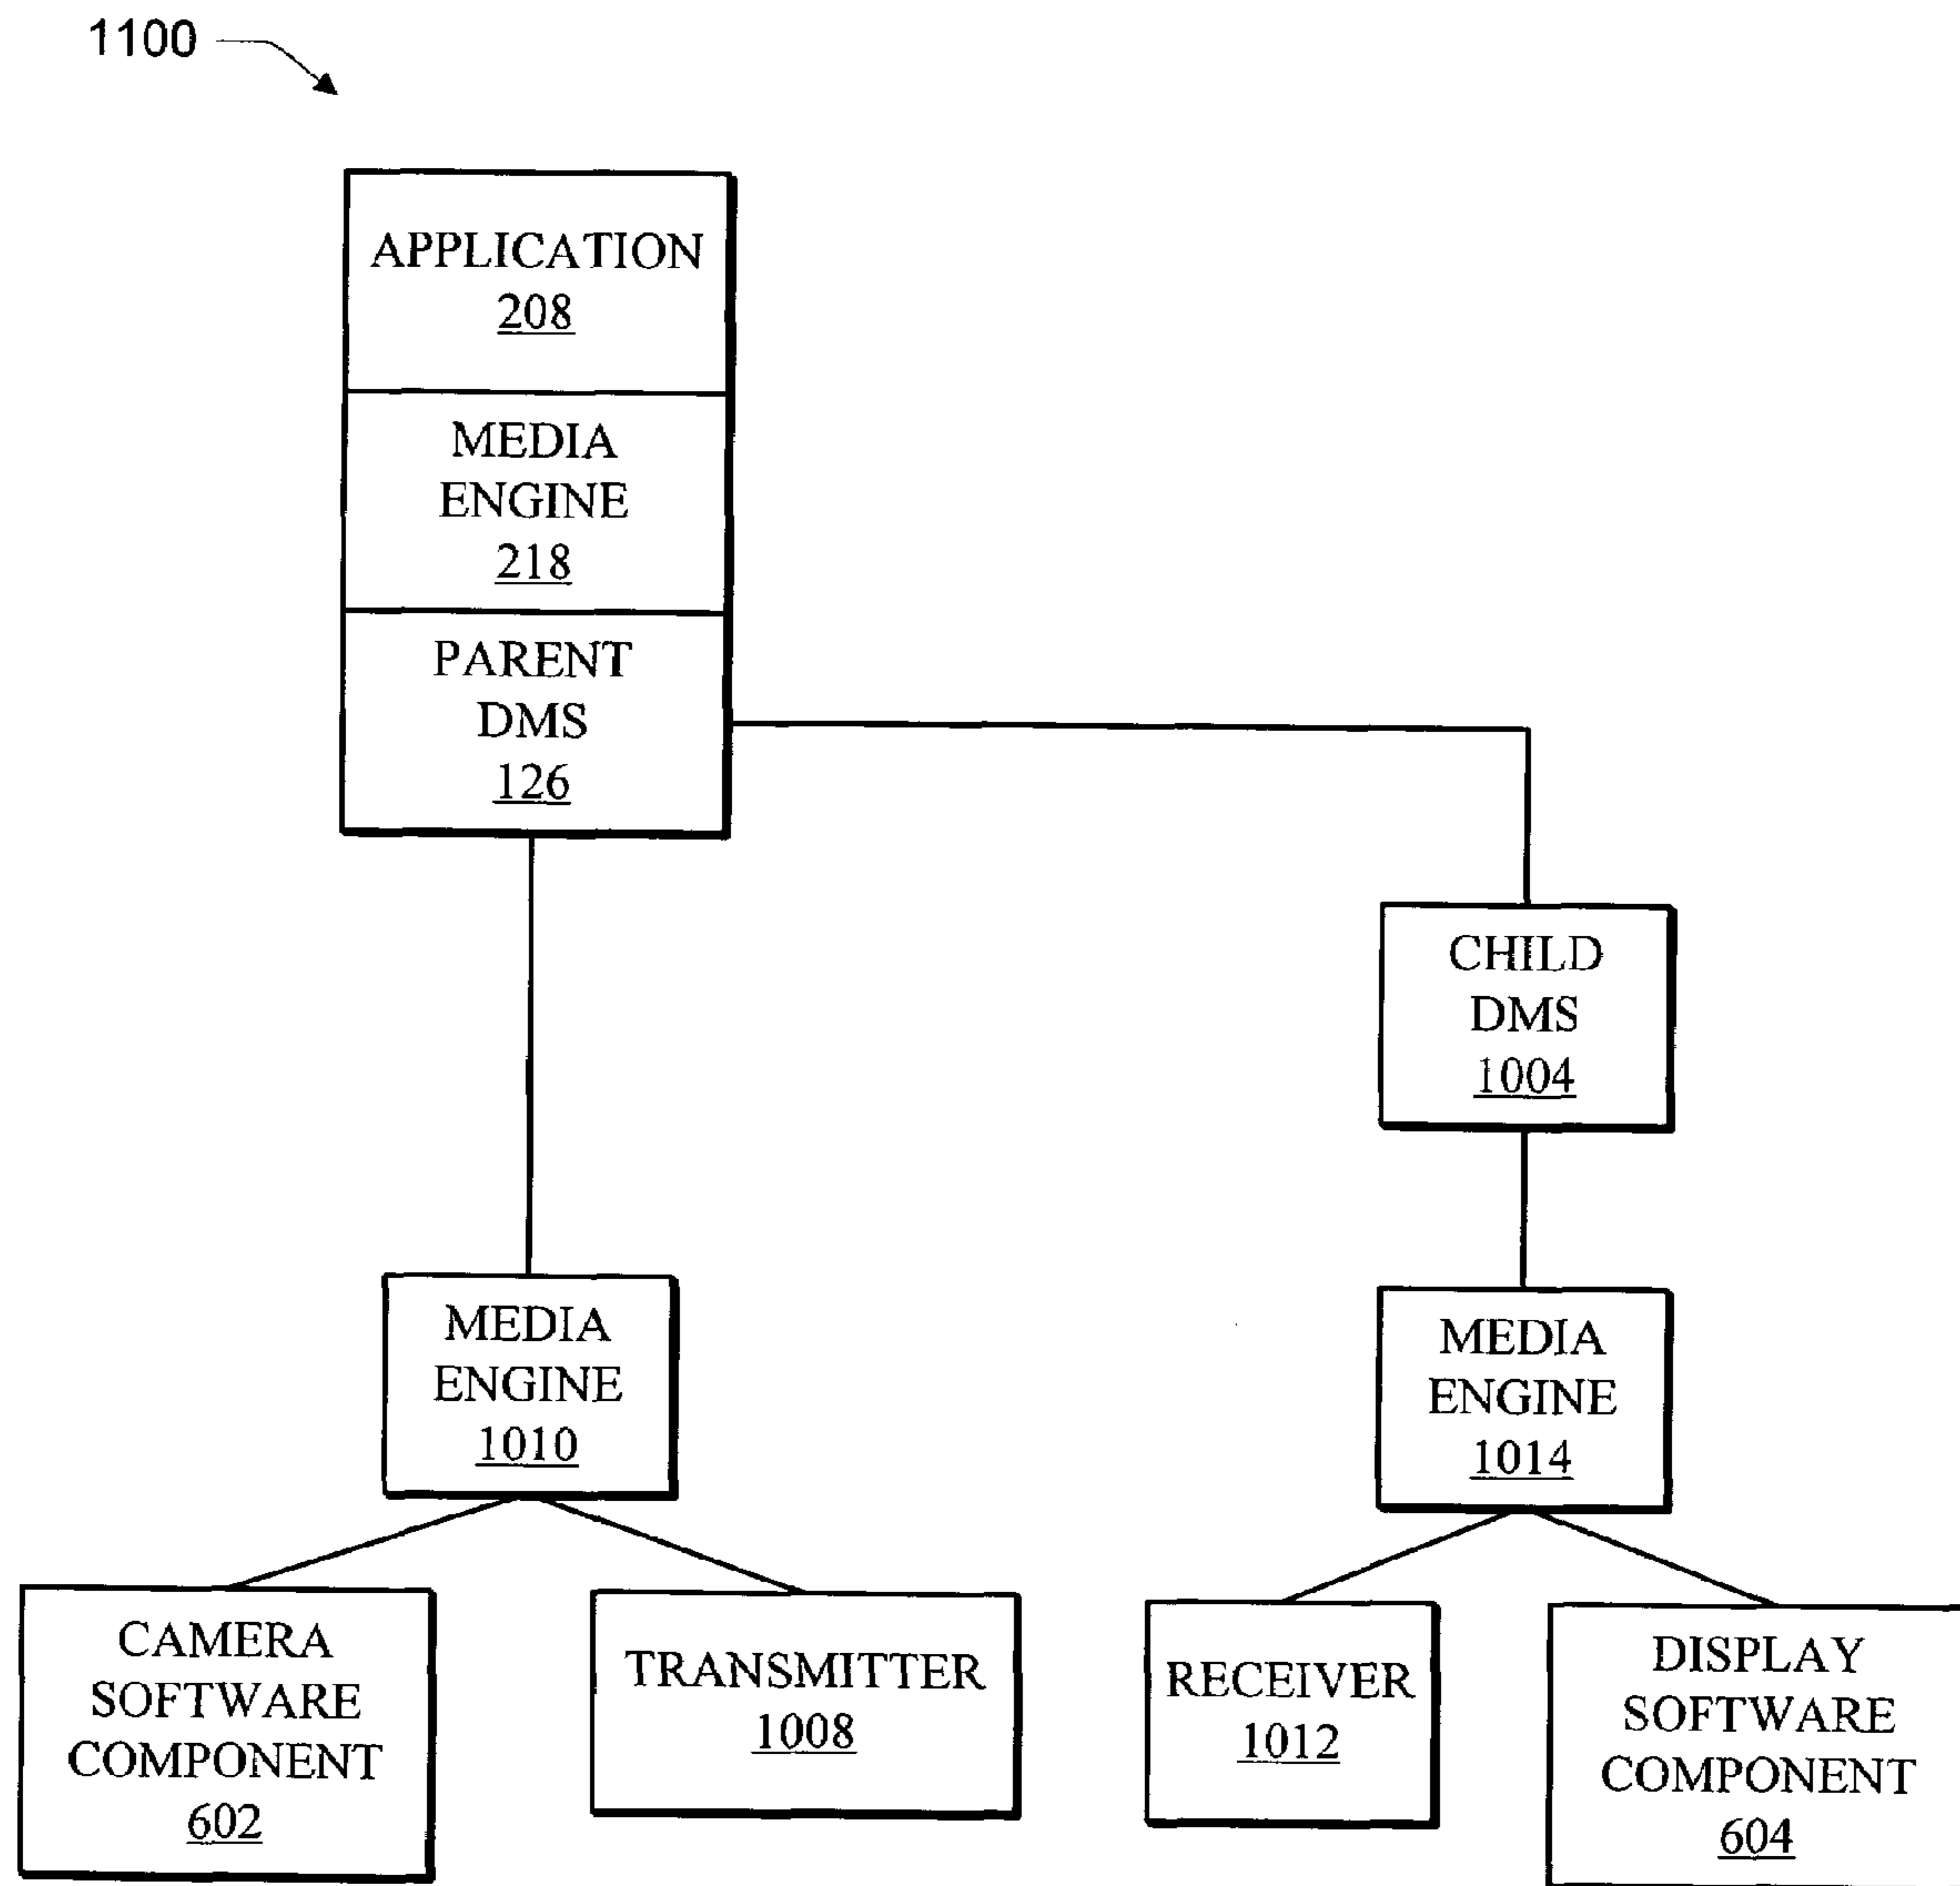 1100
APPLICATION
208
MEDIA
ENGINE
218
PARENT
DMS
126
CHILD
DMS
1004
MEDIA
ENGINE
1010
MEDIA
ENGINE
1014
CAMERA
SOFTWARE
COMPONENT
602
TRANSMITTER
1008
RECEIVER
1012
DISPLAY
SOFTWARE
COMPONENT
604